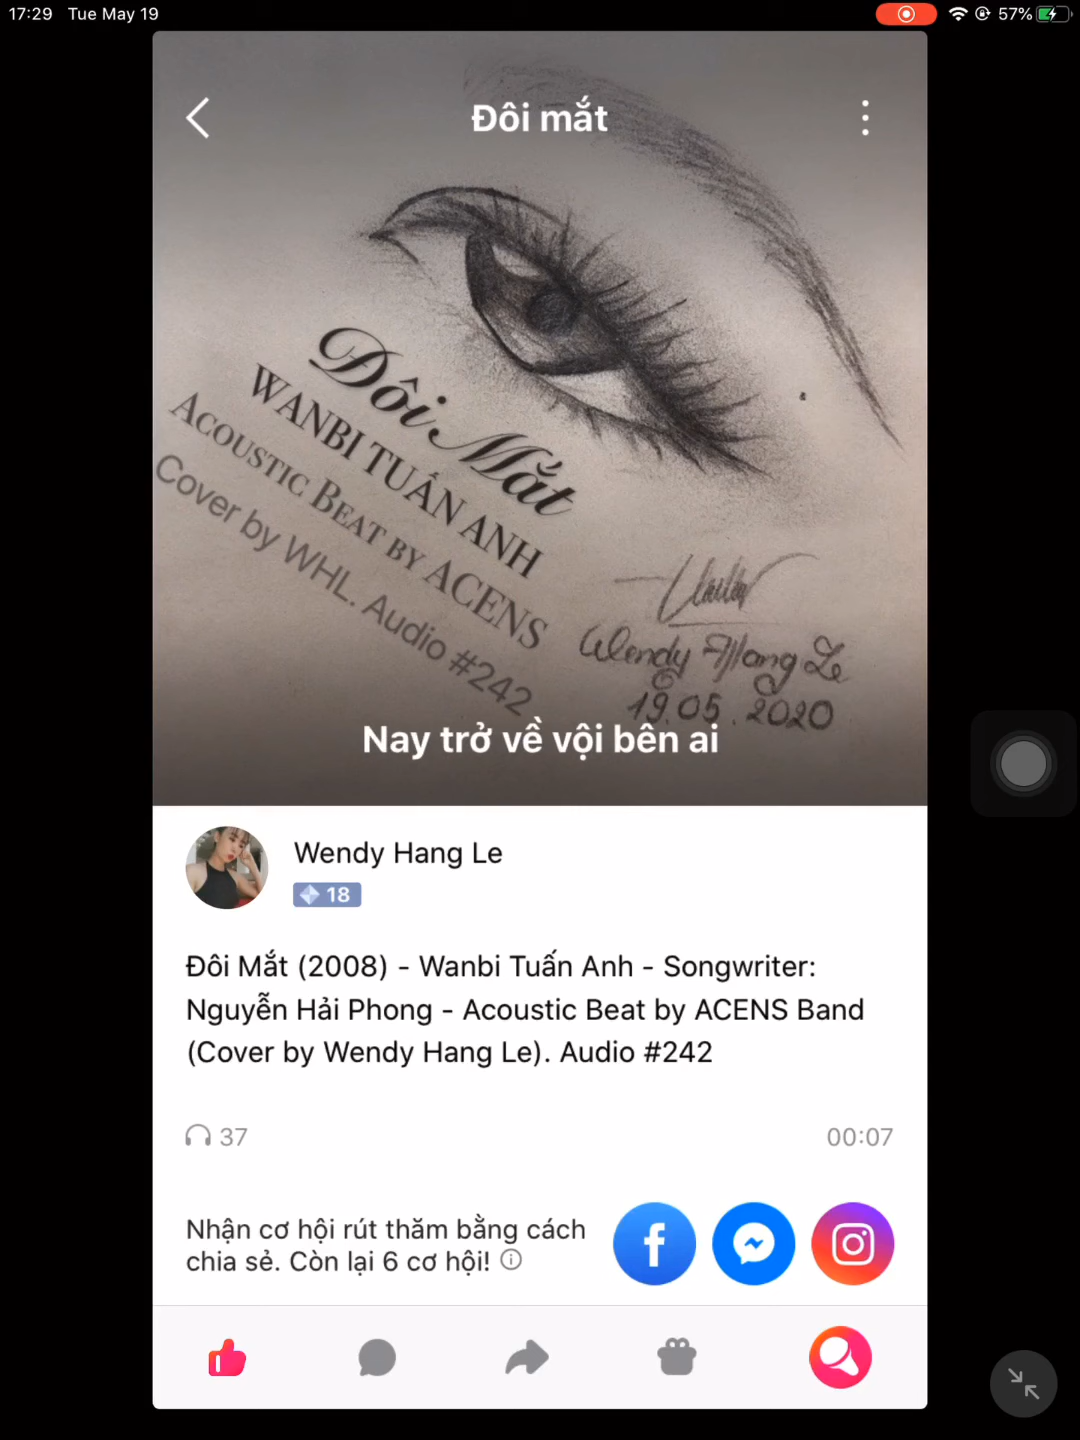 17:29 Tue May 19
57%
Đôi mắt
Đôi Mắt
WANBI TUẤN ANH
ACOUSTIC BEAT BY ACENS
Cover by WHL. Audio #242
Wendy Hang Le
19.05.2020
Nay trở về vội bên ai
Wendy Hang Le
18
Đôi Mắt (2008) - Wanbi Tuấn Anh - Songwriter:
Nguyễn Hải Phong - Acoustic Beat by ACENS Band
(Cover by Wendy Hang Le). Audio #242
37
00:07
Nhận cơ hội rút thăm bằng cách
chia sẻ. Còn lại 6 cơ hội!